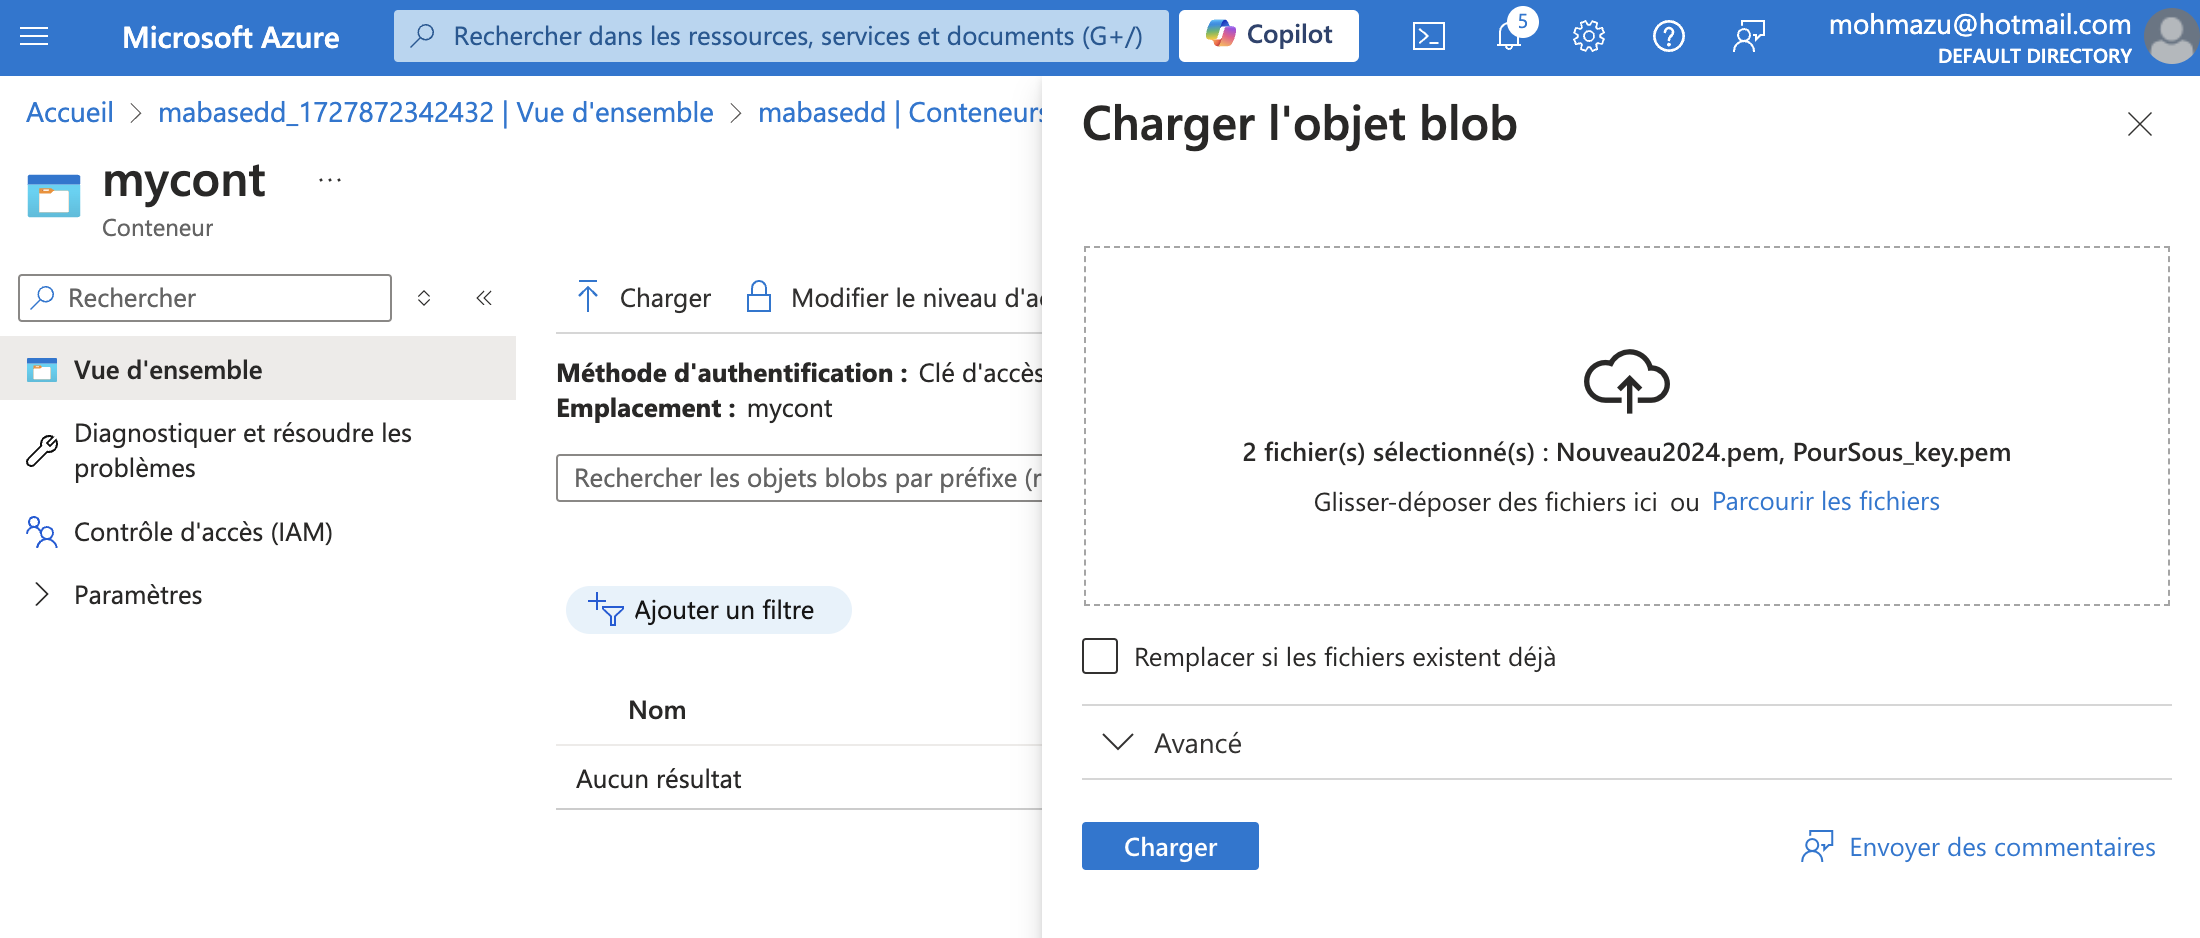 Microsoft Azure
Rechercher dans les ressources, services et documents (G+/)
Copilot
5
mohmazu@hotmail.com
DEFAULT DIRECTORY
Accueil > mabasedd_1727872342432 | Vue d'ensemble > mabasedd | Conteneurs
mycont ...
Conteneur
Rechercher
Vue d'ensemble
Diagnostiquer et résoudre les
problèmes
Contrôle d'accès (IAM)
Paramètres
Charger
Modifier le niveau d'ac
Méthode d'authentification : Clé d'accès
Emplacement : mycont
Rechercher les objets blobs par préfixe (r
Ajouter un filtre
Nom
Aucun résultat
Charger l'objet blob
2 fichier(s) sélectionné(s) : Nouveau2024.pem, PourSous_key.pem
Glisser-déposer des fichiers ici ou Parcourir les fichiers
Remplacer si les fichiers existent déjà
Avancé
Charger
Envoyer des commentaires